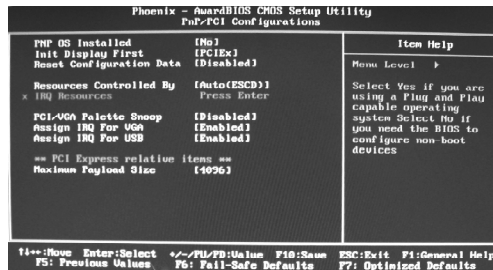 Phoenix - AwardBIOS CMOS Setup Utility
PnP/PCI Configurations
PNP OS Installed [No]
Init Display First [PCIEx]
Reset Configuration Data [Disabled]
Resources Controlled By [Auto(ESCD)]
x IRQ Resources Press Enter
PCI/VGA Palette Snoop [Disabled]
Assign IRQ For VGA [Enabled]
Assign IRQ For USB [Enabled]
** PCI Express relative items **
Maximum Payload Size [4096]
Item Help
Menu Level ►
Select Yes if you are
using a Plug and Play
capable operating
system Select No if
you need the BIOS to
configure non-boot
devices
↑↓→←:Move Enter:Select +/-/PU/PD:Value F10:Save ESC:Exit F1:General Help
F5: Previous Values F6: Fail-Safe Defaults F7: Optimized Defaults